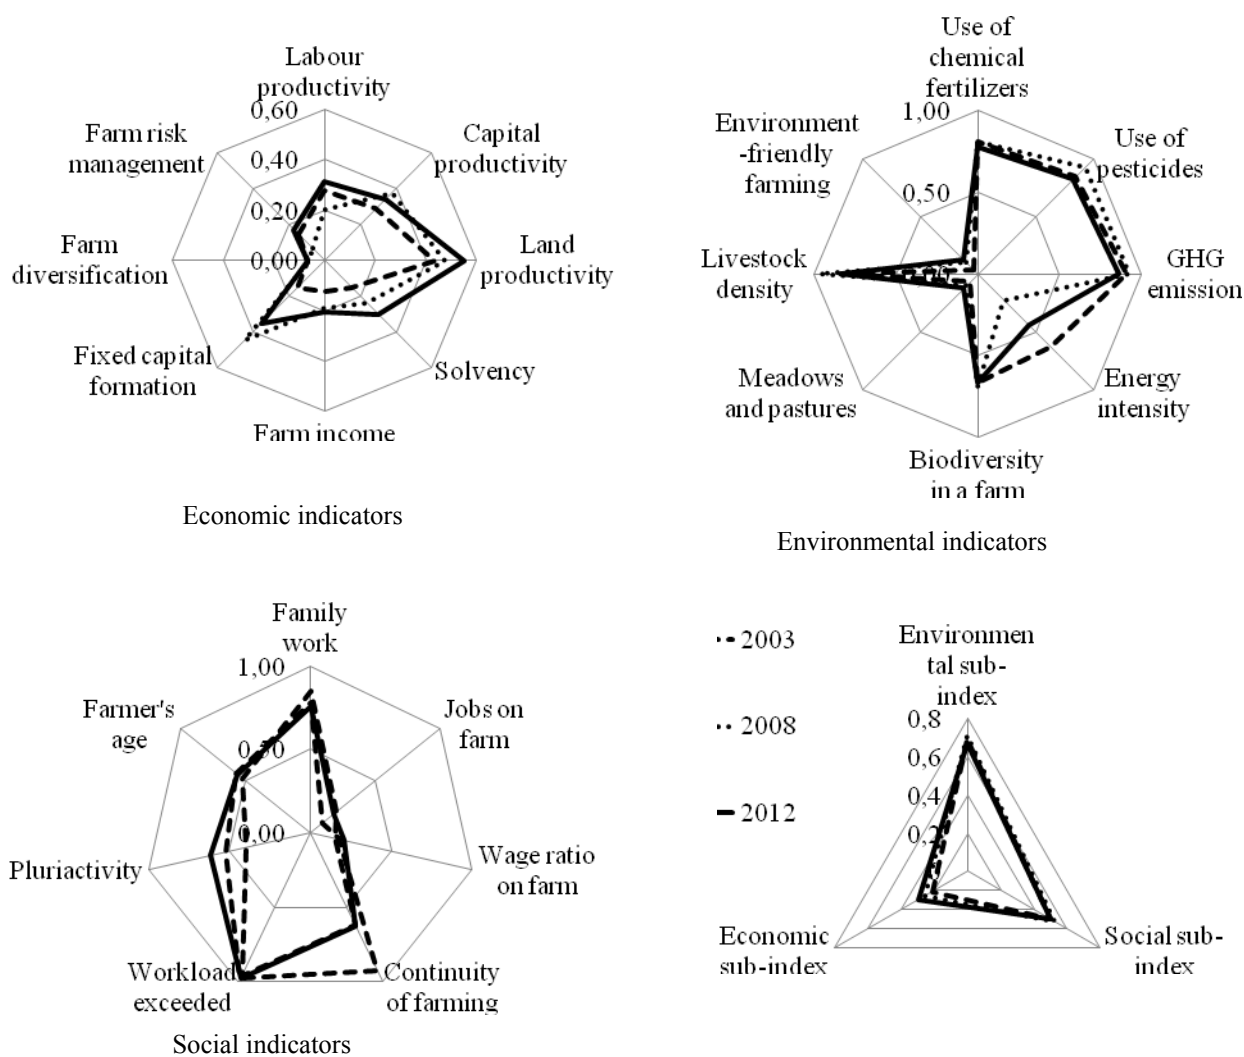 Labour
productivity
0,60
0,40
0,20
0,00
Capital
productivity
Land
productivity
Solvency
Farm income
Fixed capital
formation
Farm
diversification
Farm risk
management
Economic indicators
Use of
chemical
fertilizers
1,00
0,50
Use of
pesticides
GHG
emission
Energy
intensity
Biodiversity
in a farm
Meadows
and pastures
Livestock
density
Environment
-friendly
farming
Environmental indicators
Family
work
1,00
0,50
0,00
Jobs on
farm
Wage ratio
on farm
Continuity
of farming
Workload
exceeded
Pluriactivity
Farmer's
age
Social indicators
2003
2008
2012
Environmen
tal sub-
index
0,8
0,6
0,4
Social sub-
index
Economic
sub-index